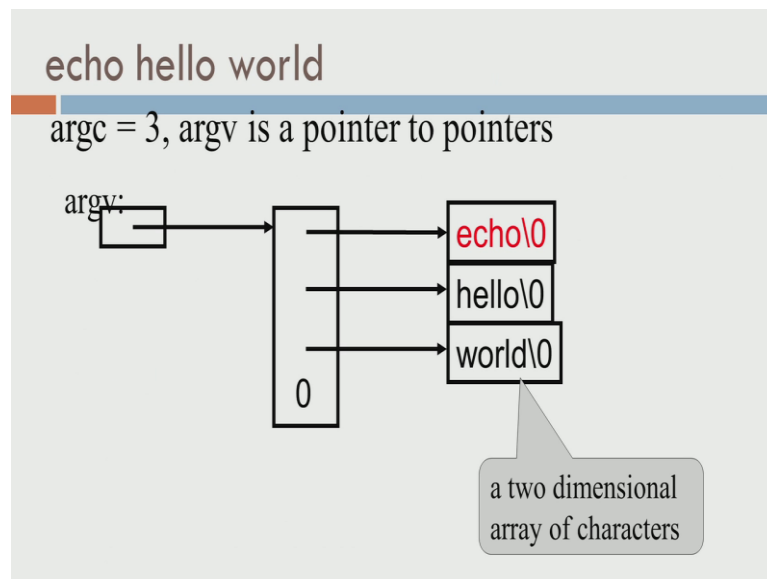 echo hello world
argc = 3, argv is a pointer to pointers
argv:
echo\0
hello\0
world\0
0
a two dimensional
array of characters